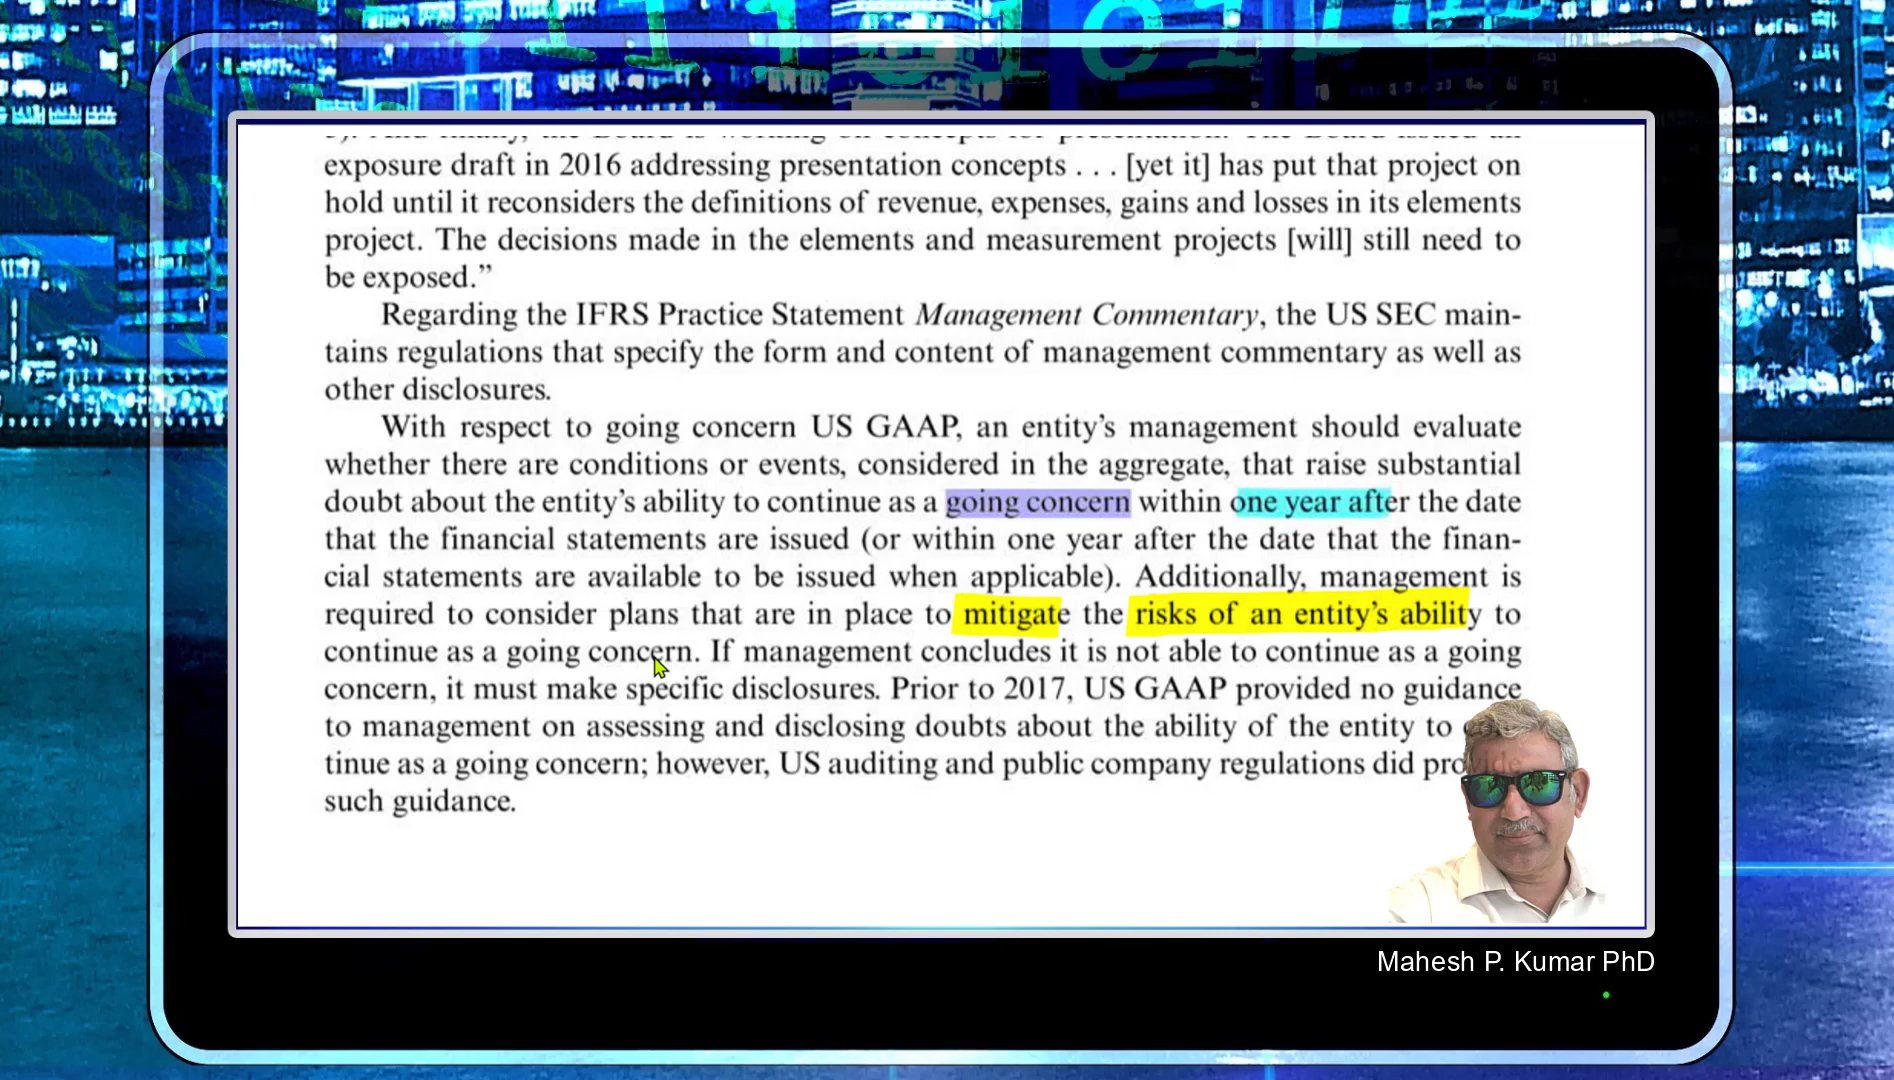 exposure draft in 2016 addressing presentation concepts . . . [yet it] has put that project on
hold until it reconsiders the definitions of revenue, expenses, gains and losses in its elements
project. The decisions made in the elements and measurement projects [will] still need to
be exposed.”
Regarding the IFRS Practice Statement Management Commentary, the US SEC main-
tains regulations that specify the form and content of management commentary as well as
other disclosures.
With respect to going concern US GAAP, an entity’s management should evaluate
whether there are conditions or events, considered in the aggregate, that raise substantial
doubt about the entity’s ability to continue as a going concern within one year after the date
that the financial statements are issued (or within one year after the date that the finan-
cial statements are available to be issued when applicable). Additionally, management is
required to consider plans that are in place to mitigate the risks of an entity’s ability to
continue as a going concern. If management concludes it is not able to continue as a going
concern, it must make specific disclosures. Prior to 2017, US GAAP provided no guidance
to management on assessing and disclosing doubts about the ability of the entity to
tinue as a going concern; however, US auditing and public company regulations did
such guidance.
Mahesh P. Kumar PhD